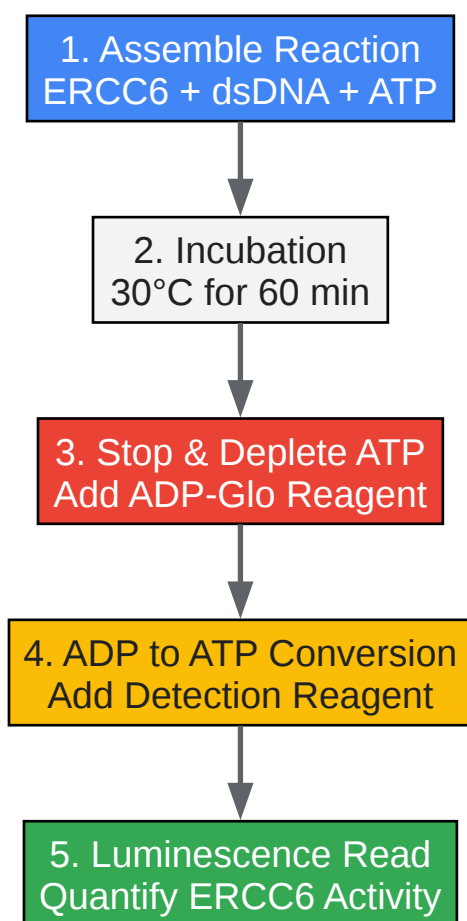 1. Assemble Reaction
ERCC6 + dsDNA + ATP
2. Incubation
30°C for 60 min
3. Stop & Deplete ATP
Add ADP-Glo Reagent
4. ADP to ATP Conversion
Add Detection Reagent
5. Luminescence Read
Quantify ERCC6 Activity